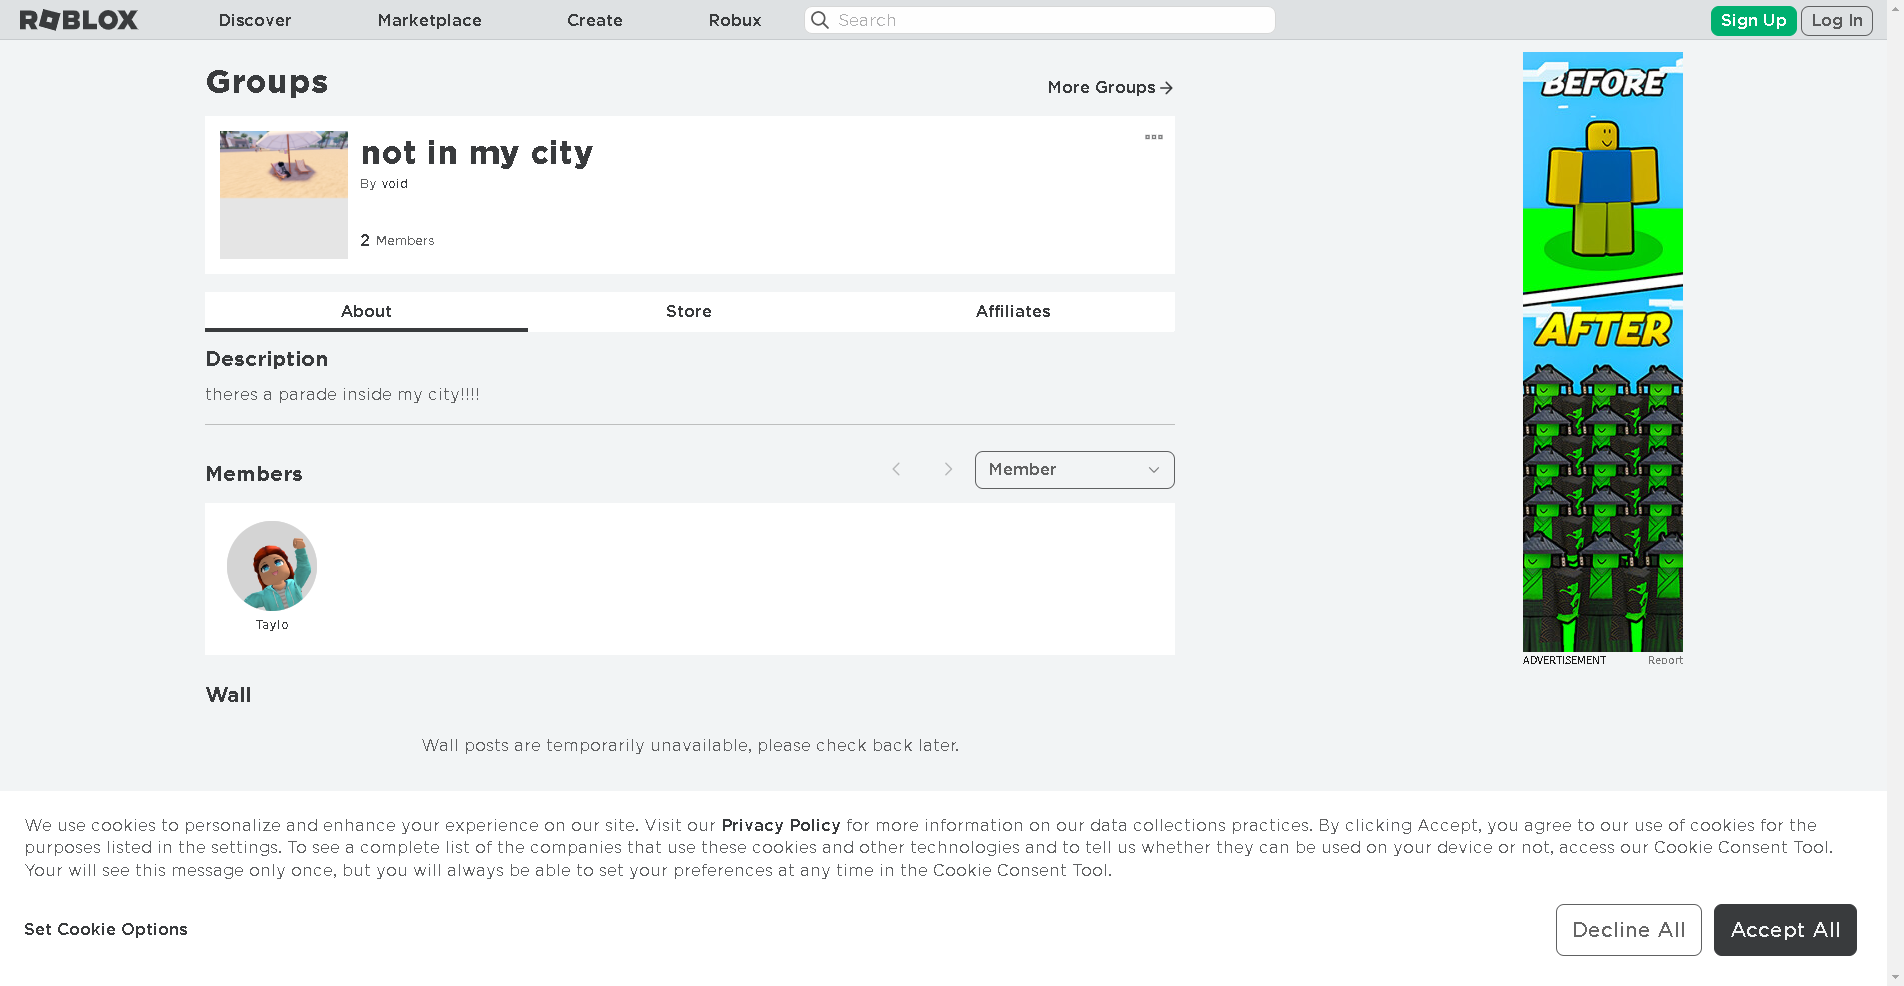 ROBLOX
Discover
Marketplace
Create
Robux
Search
Sign Up
Log In
Groups
More Groups
not in my city
By void
2 Members
About
Store
Affiliates
Description
theres a parade inside my city!!!!
Members
Member
Taylo
Wall
Wall posts are temporarily unavailable, please check back later.
BEFORE
AFTER
ADVERTISEMENT
Report
We use cookies to personalize and enhance your experience on our site. Visit our Privacy Policy for more information on our data collections practices. By clicking Accept, you agree to our use of cookies for the
purposes listed in the settings. To see a complete list of the companies that use these cookies and other technologies and to tell us whether they can be used on your device or not, access our Cookie Consent Tool.
Your will see this message only once, but you will always be able to set your preferences at any time in the Cookie Consent Tool.
Set Cookie Options
Decline All
Accept All